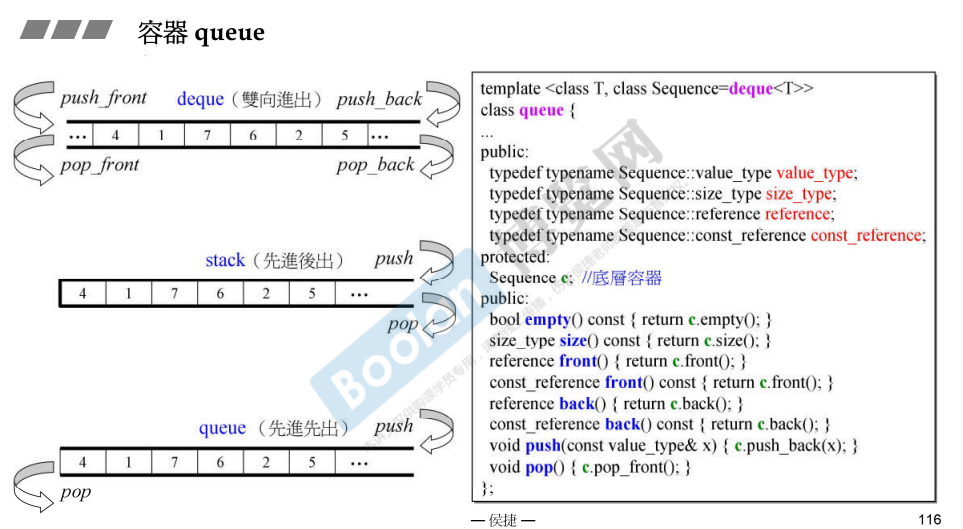 容器 queue
push_front
deque（雙向進出）
push_back
... 4 1 7 6 2 5 ...
pop_front
pop_back
stack（先進後出）
push
4 1 7 6 2 5 ...
pop
queue （先進先出）
push
4 1 7 6 2 5 ...
pop
template <class T, class Sequence=deque<T>>
class queue {
...
public:
typedef typename Sequence::value_type value_type;
typedef typename Sequence::size_type size_type;
typedef typename Sequence::reference reference;
typedef typename Sequence::const_reference const_reference;
protected:
Sequence c; //底層容器
public:
bool empty() const { return c.empty(); }
size_type size() const { return c.size(); }
reference front() { return c.front(); }
const_reference front() const { return c.front(); }
reference back() { return c.back(); }
const_reference back() const { return c.back(); }
void push(const value_type& x) { c.push_back(x); }
void pop() { c.pop_front(); }
};
Boolan
博览网
— 侯捷 —
116